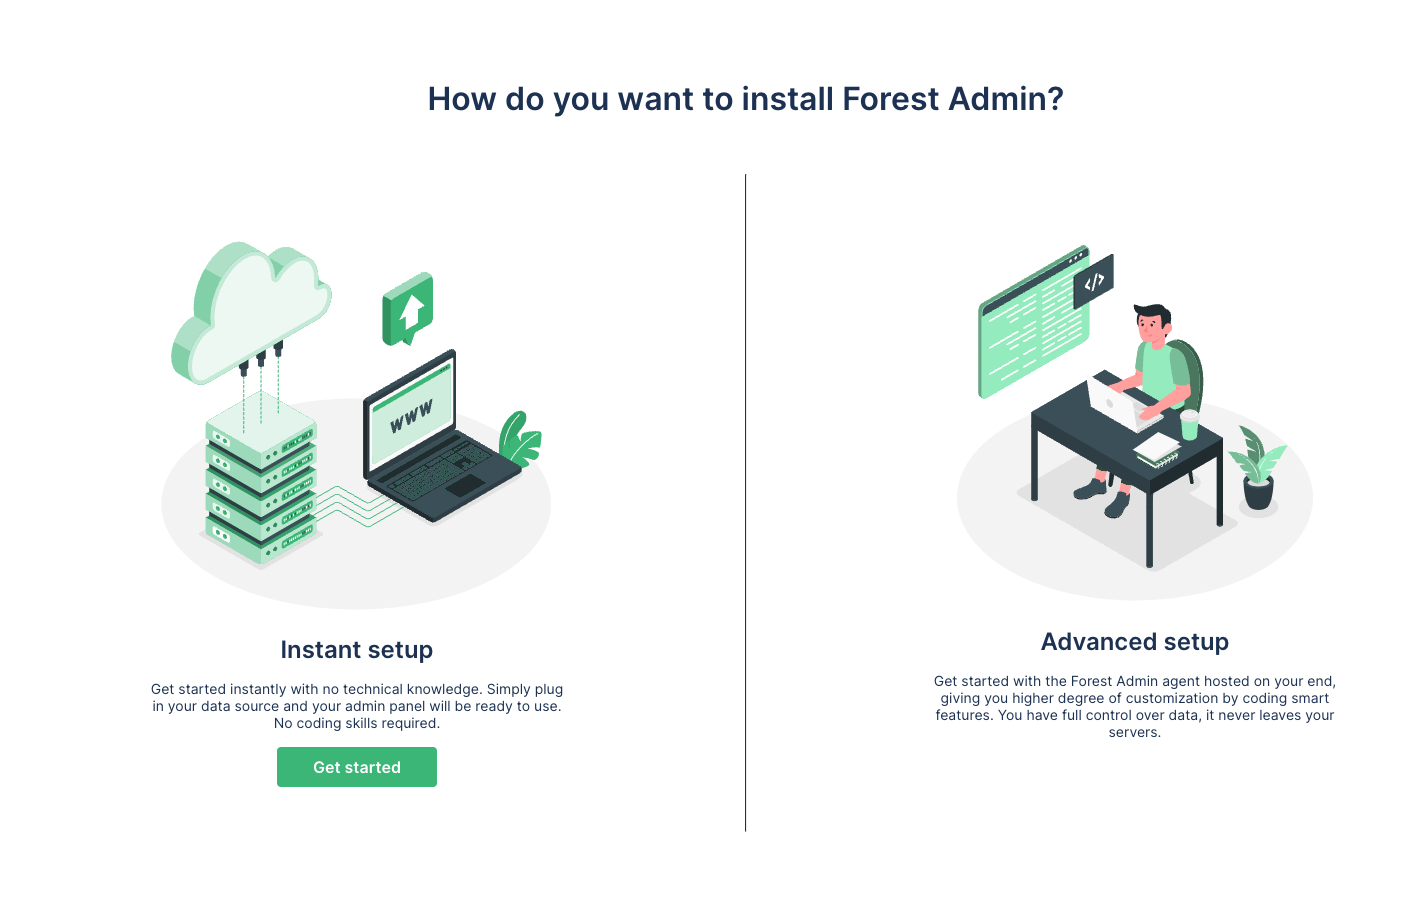 How do you want to install Forest Admin?
WWW
</>
Instant setup
Get started instantly with no technical knowledge. Simply plug
in your data source and your admin panel will be ready to use.
No coding skills required.
Get started
Advanced setup
Get started with the Forest Admin agent hosted on your end,
giving you higher degree of customization by coding smart
features. You have full control over data, it never leaves your
servers.